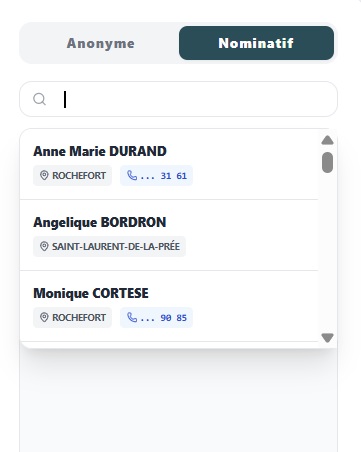 Anonyme
Nominatif
Anne Marie DURAND
ROCHEFORT ... 31 61
Angelique BORDRON
SAINT-LAURENT-DE-LA-PRÉE
Monique CORTESE
ROCHEFORT ... 90 85